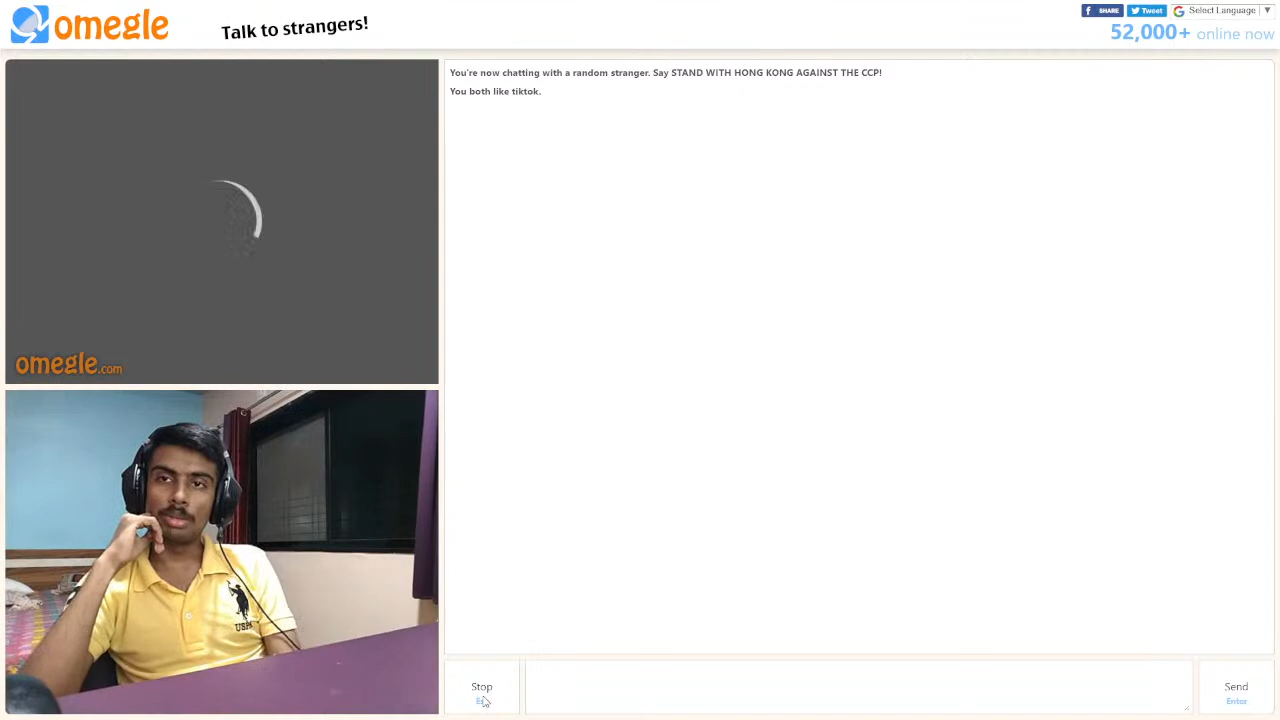 omegle
Talk to strangers!
f SHARE
Tweet
G Select Language ▼
52,000+ online now
You're now chatting with a random stranger. Say STAND WITH HONG KONG AGAINST THE CCP!
You both like tiktok.
omegle.com
USPA
Stop
Send
Enter